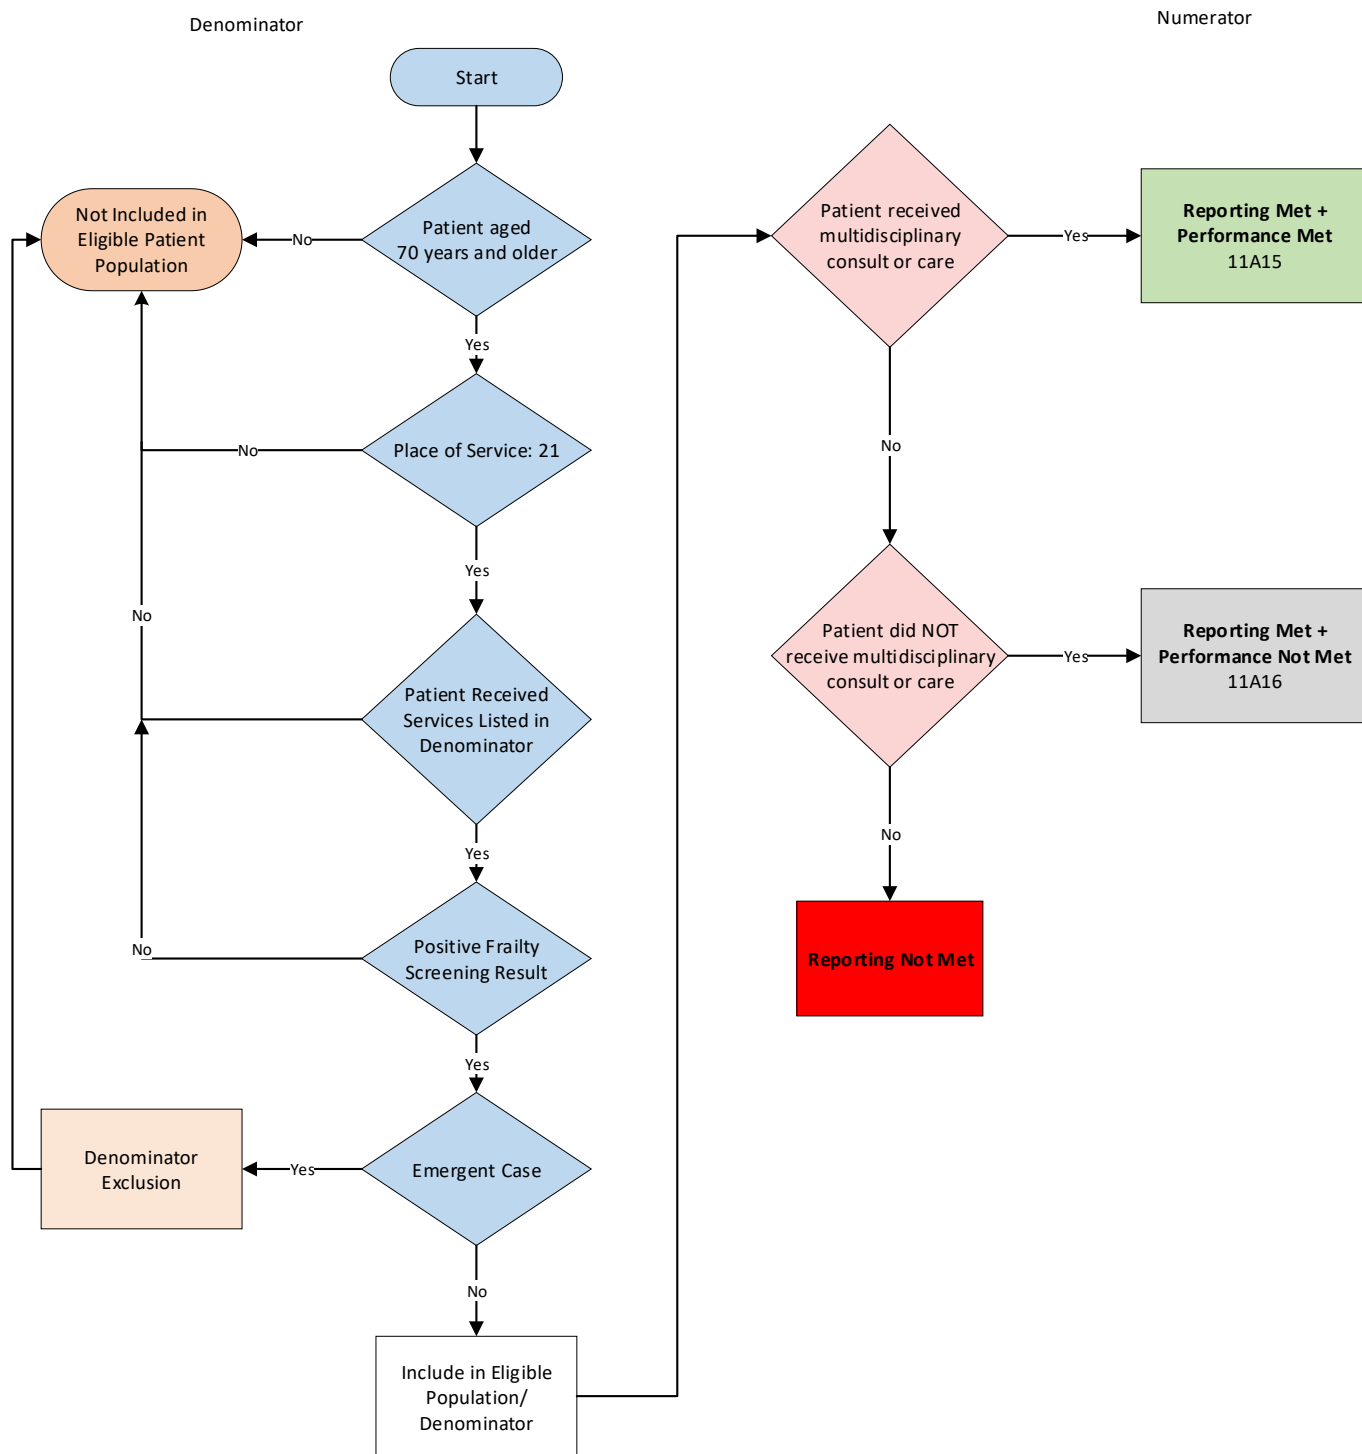 Denominator
Numerator
Start
Patient aged
70 years and older
No
Not Included in
Eligible Patient
Population
Yes
Place of Service: 21
No
Yes
Patient Received
Services Listed in
Denominator
No
Yes
Positive Frailty
Screening Result
No
Yes
Emergent Case
Yes
Denominator
Exclusion
No
Include in Eligible
Population/
Denominator
Patient received
multidisciplinary
consult or care
Yes
Reporting Met +
Performance Met
11A15
No
Patient did NOT
receive multidisciplinary
consult or care
Yes
Reporting Met +
Performance Not Met
11A16
No
Reporting Not Met